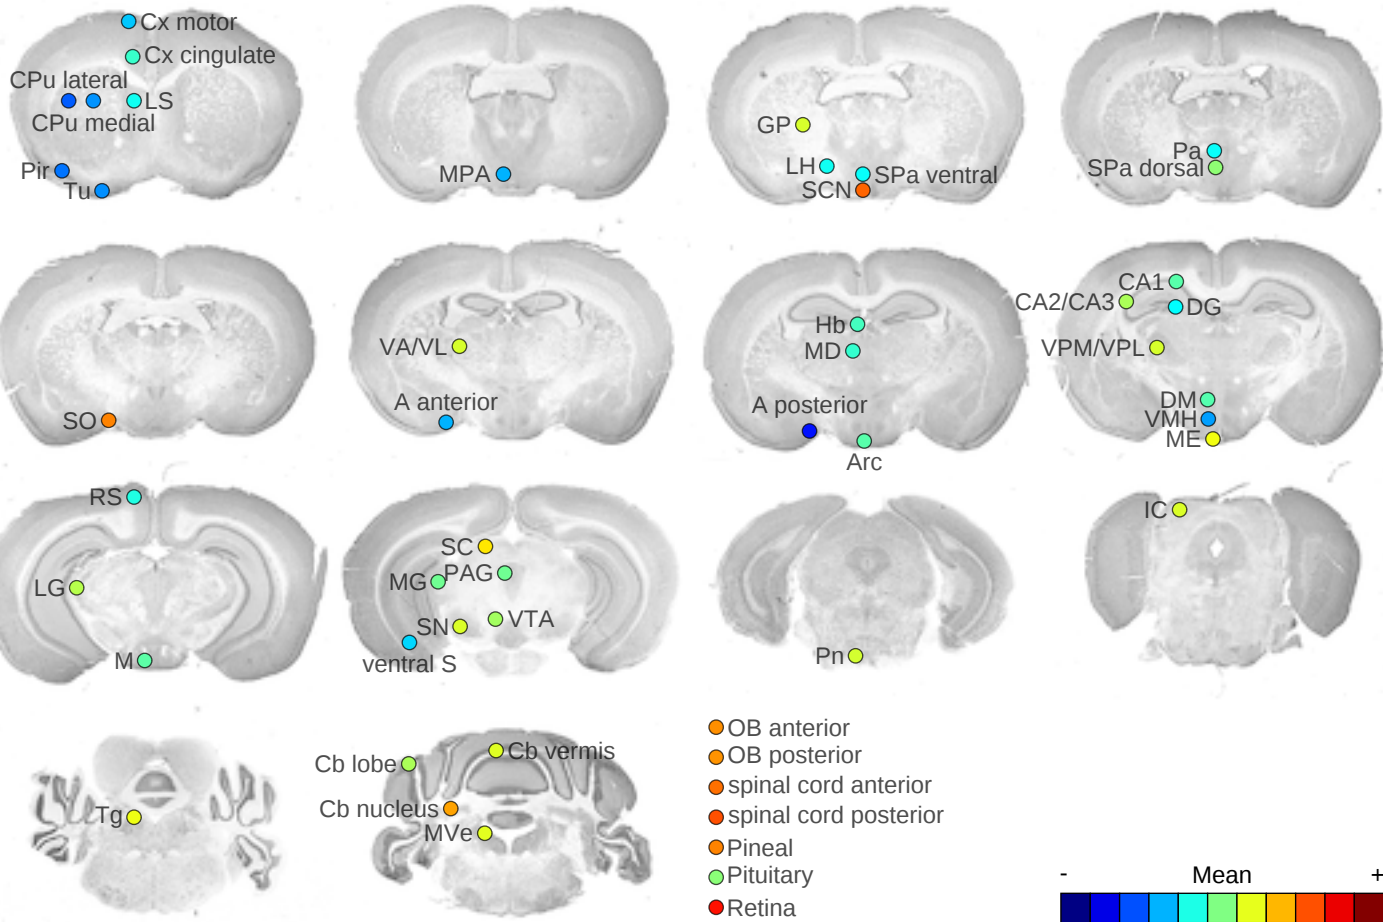 Cx motor
Cx cingulate
CPu lateral
LS
CPu medial
Pir
Tu
MPA
GP
LH
SPa ventral
SCN
Pa
SPa dorsal
SO
VA/VL
A anterior
Hb
MD
A posterior
Arc
CA1
CA2/CA3
DG
VPM/VPL
DM
VMH
ME
RS
LG
M
SC
MG
PAG
SN
VTA
ventral S
Pn
IC
Tg
Cb lobe
Cb vermis
Cb nucleus
MVe
OB anterior
OB posterior
spinal cord anterior
spinal cord posterior
Pineal
Pituitary
Retina
- Mean +